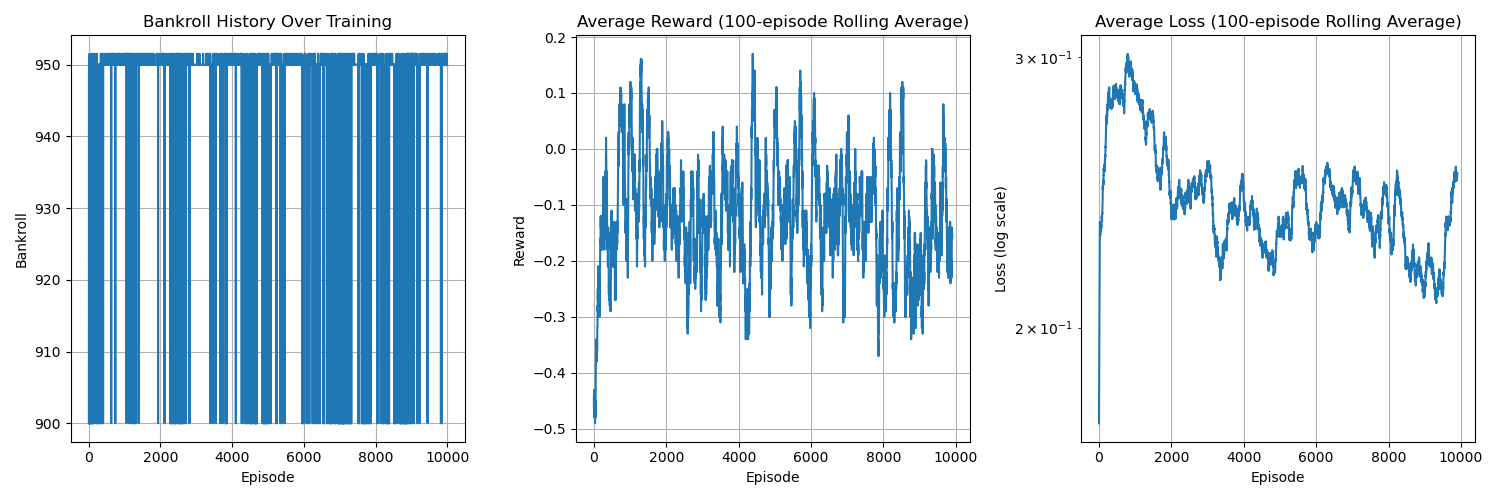 Bankroll History Over Training
950
940
930
920
910
900
Bankroll
0
2000
4000
6000
8000
10000
Episode
Average Reward (100-episode Rolling Average)
0.2
0.1
0.0
−0.1
−0.2
−0.3
−0.4
−0.5
Reward
0
2000
4000
6000
8000
10000
Episode
Average Loss (100-episode Rolling Average)
3 × 10⁻¹
2 × 10⁻¹
Loss (log scale)
0
2000
4000
6000
8000
10000
Episode